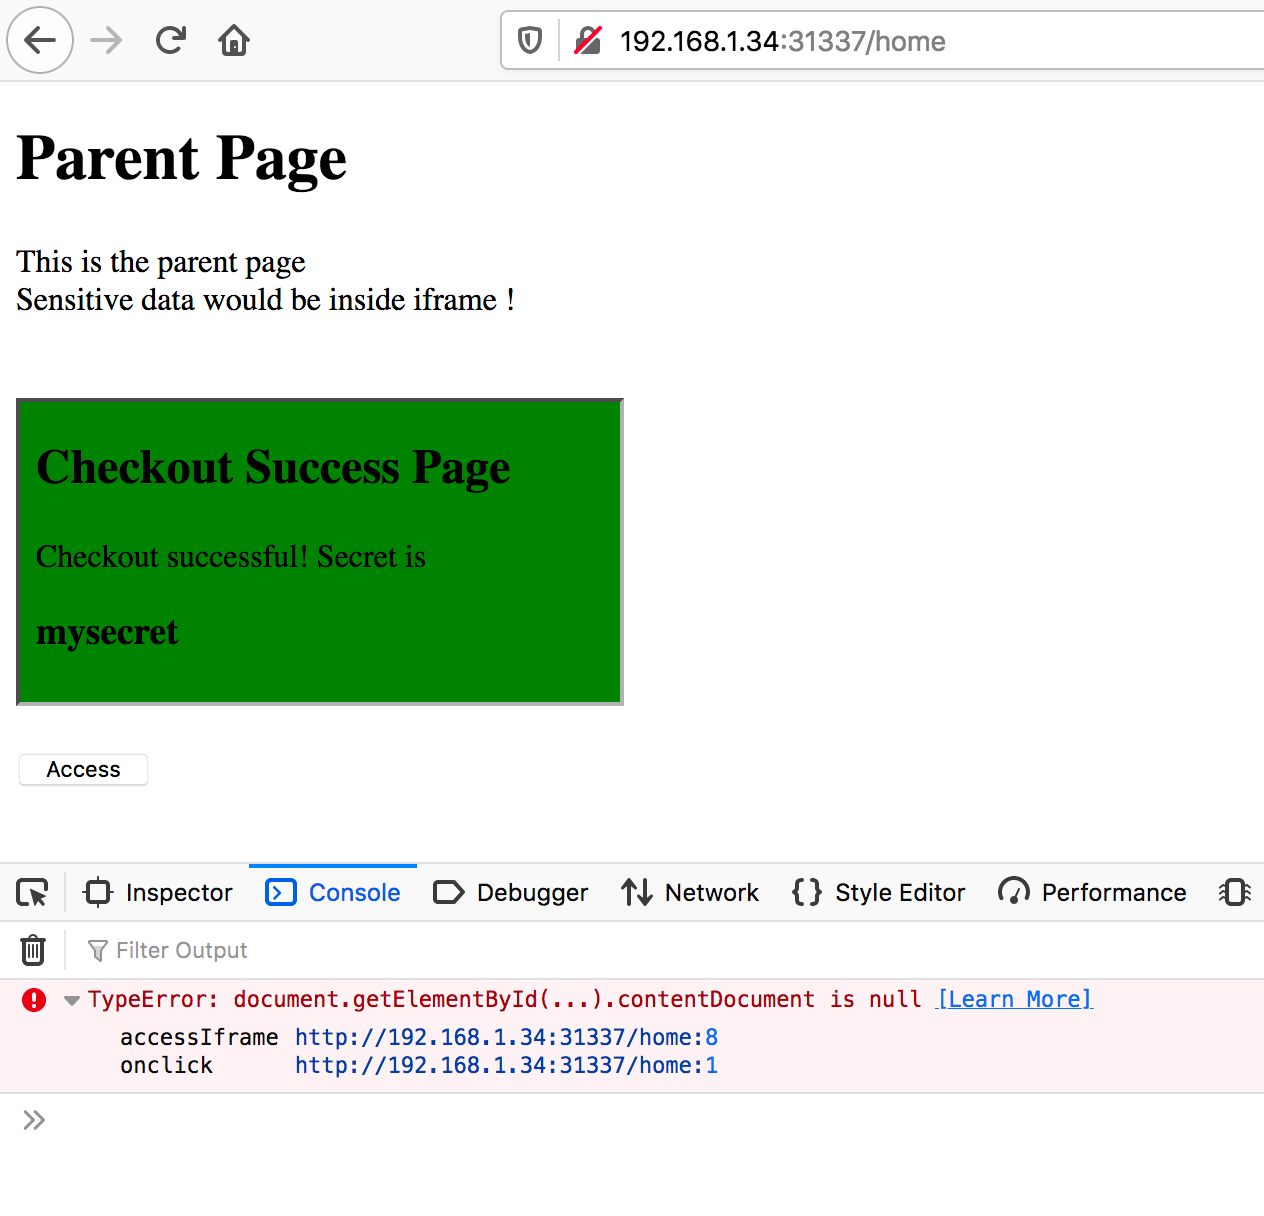 192.168.1.34:31337/home
Parent Page
This is the parent page
Sensitive data would be inside iframe !
Checkout Success Page
Checkout successful! Secret is
mysecret
Access
Inspector Console Debugger Network Style Editor Performance
Filter Output
TypeError: document.getElementById(...).contentDocument is null [Learn More]
accessIframe http://192.168.1.34:31337/home:8
onclick http://192.168.1.34:31337/home:1